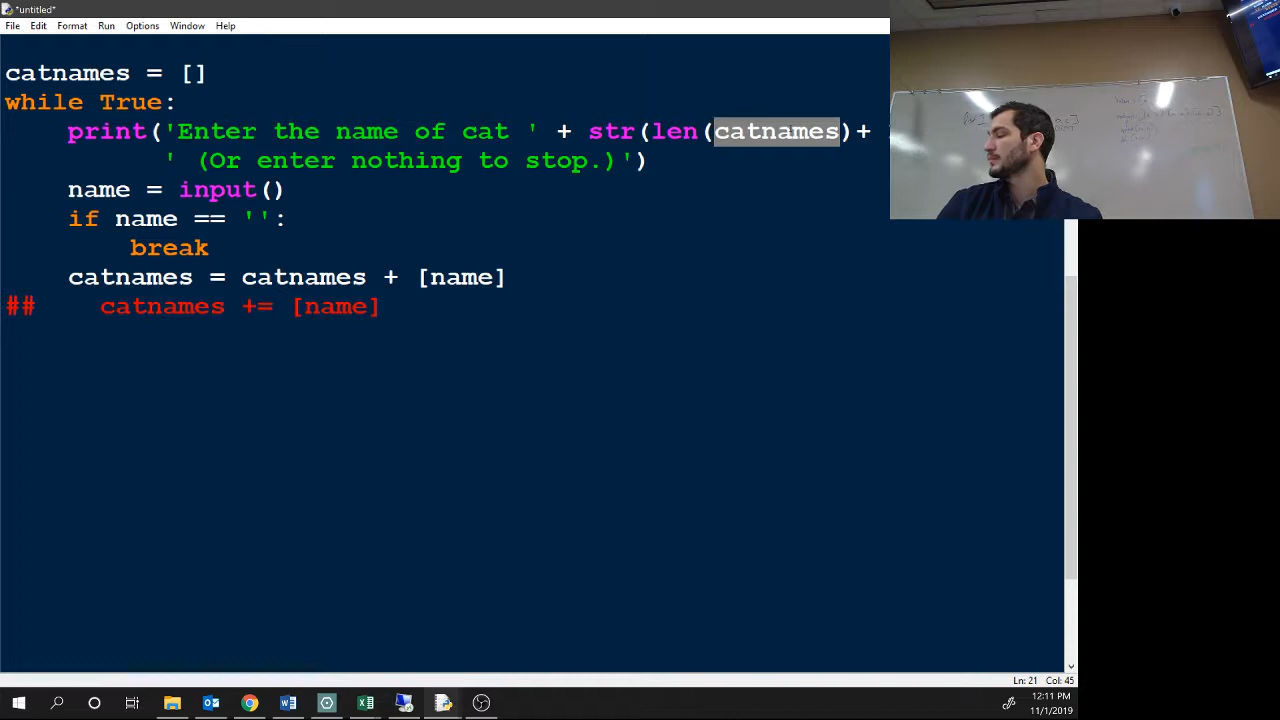 *untitled*
File Edit Format Run Options Window Help
catnames = []
while True:
print('Enter the name of cat ' + str(len(catnames)+
' (Or enter nothing to stop.)')
name = input()
if name == '':
break
catnames = catnames + [name]
## catnames += [name]
Ln: 21 Col: 45
12:11 PM
11/1/2019